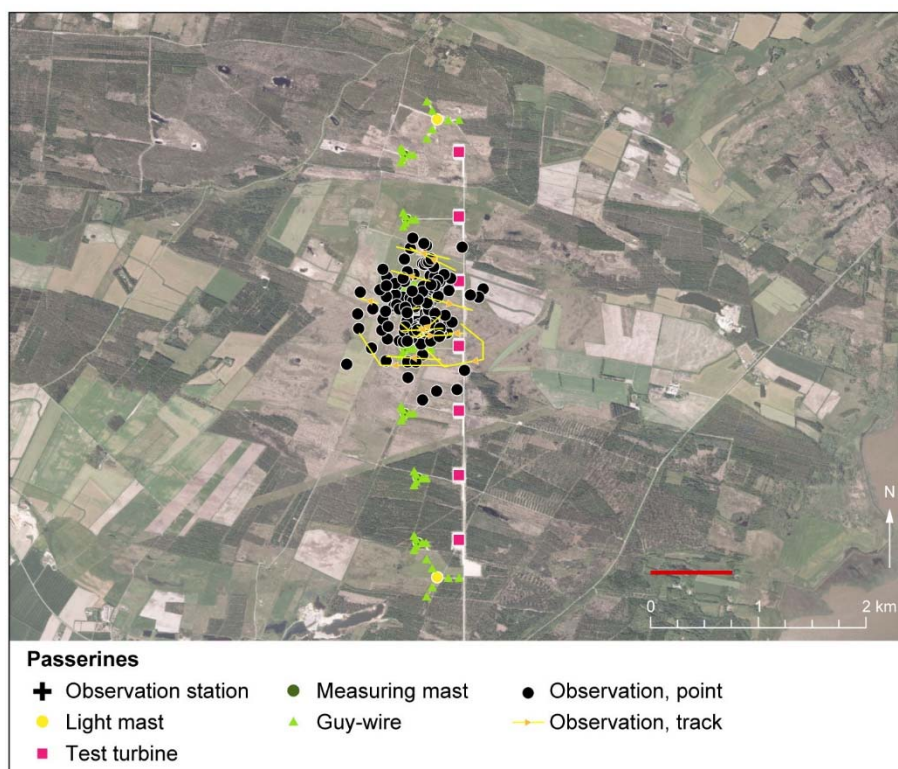 N
0 1 2 km
Passerines
Observation station
Measuring mast
Observation, point
Light mast
Guy-wire
Observation, track
Test turbine